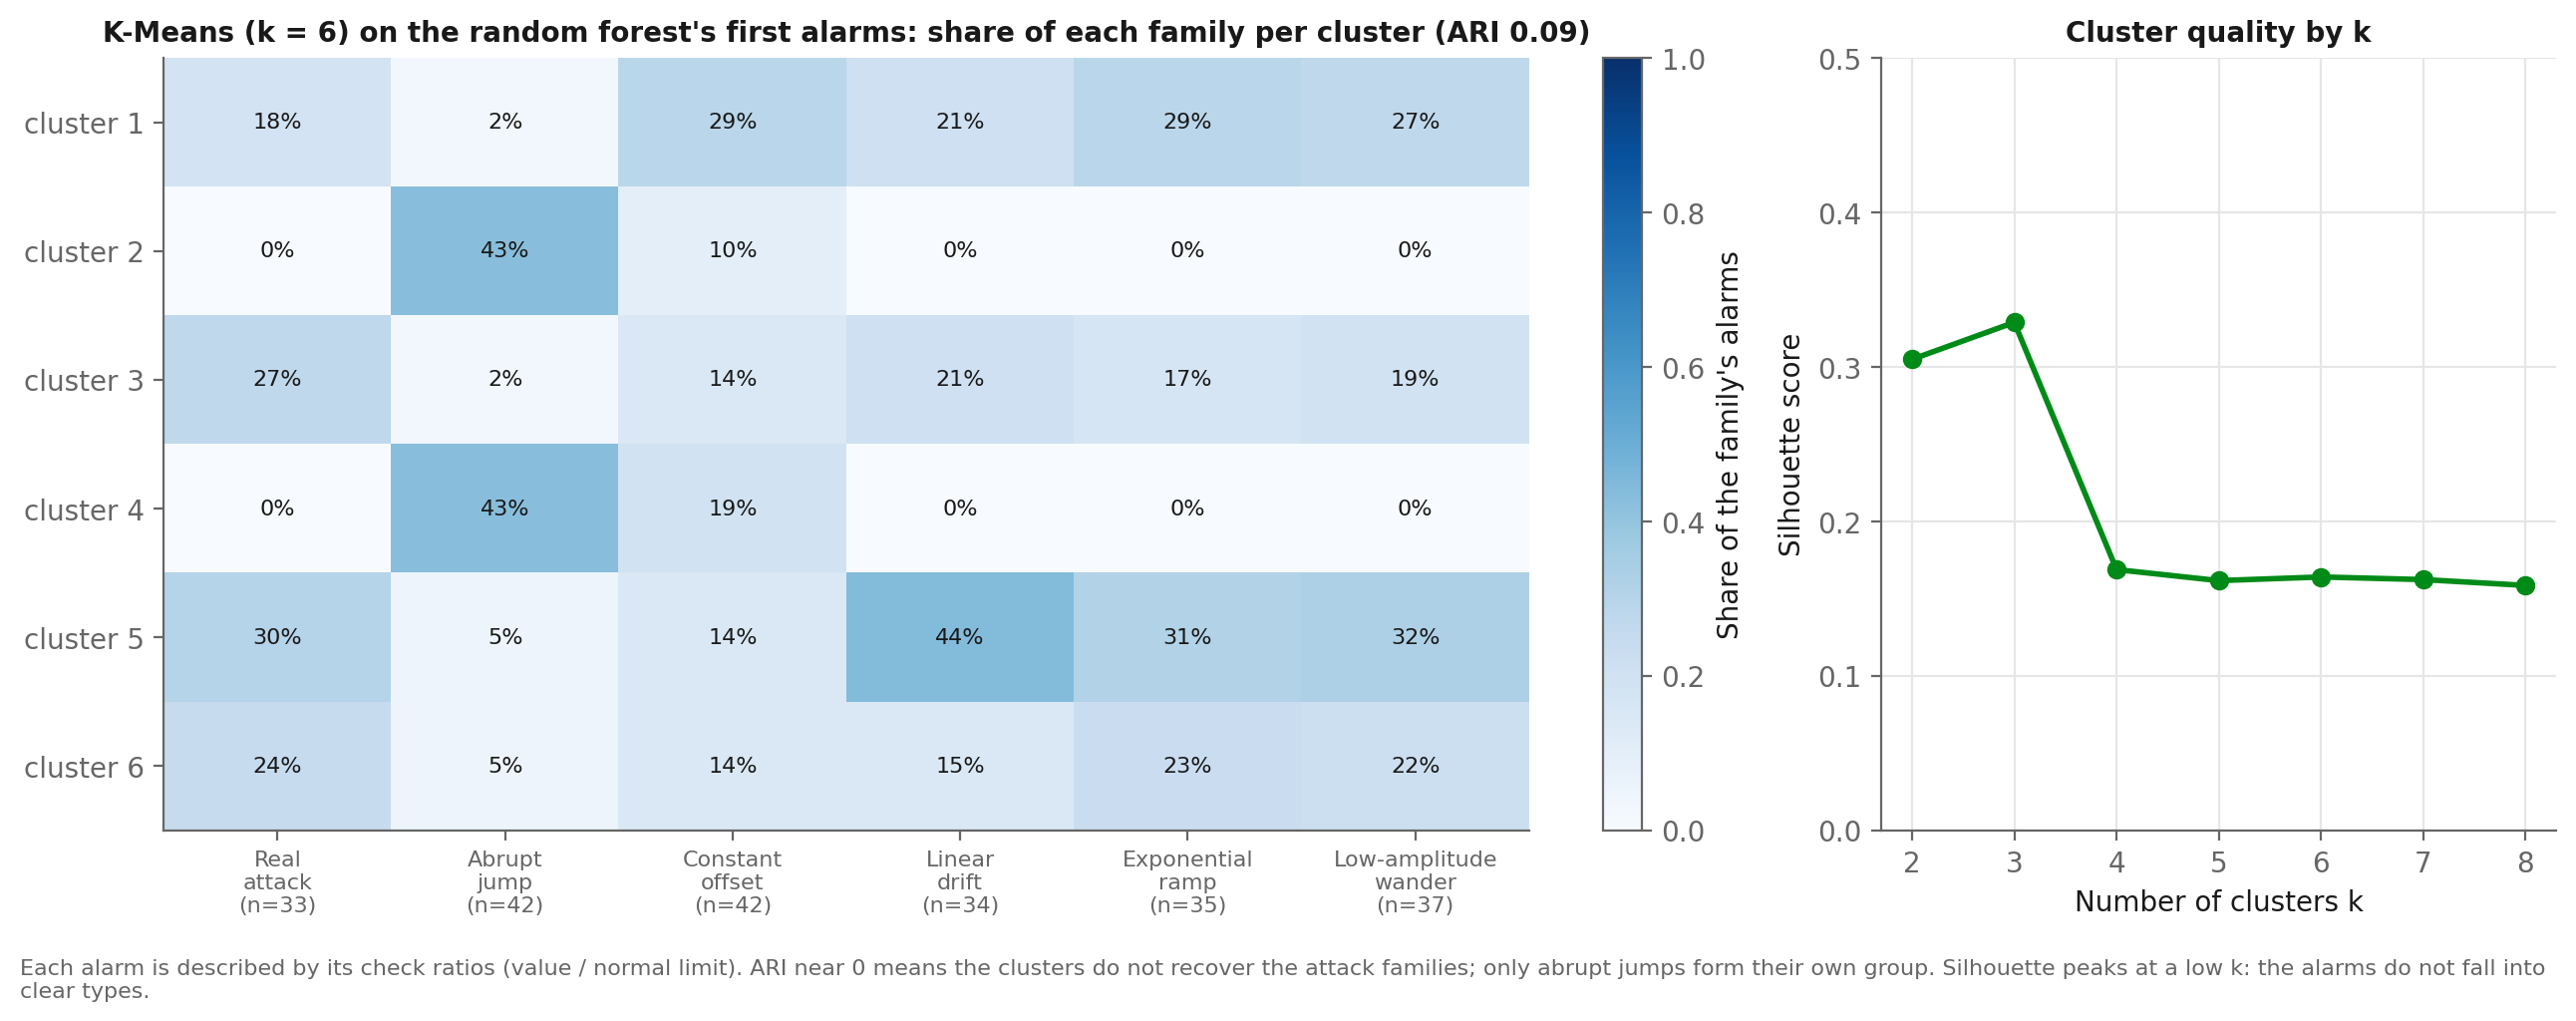 K-Means (k = 6) on the random forest's first alarms: share of each family per cluster (ARI 0.09)
cluster 1 18% 2% 29% 21% 29% 27%
cluster 2 0% 43% 10% 0% 0% 0%
cluster 3 27% 2% 14% 21% 17% 19%
cluster 4 0% 43% 19% 0% 0% 0%
cluster 5 30% 5% 14% 44% 31% 32%
cluster 6 24% 5% 14% 15% 23% 22%
Real Abrupt Constant Linear Exponential Low-amplitude
attack jump offset drift ramp wander
(n=33) (n=42) (n=42) (n=34) (n=35) (n=37)
1.0
0.8
0.6
0.4
0.2
0.0
Share of the family's alarms
Cluster quality by k
Silhouette score
0.5
0.4
0.3
0.2
0.1
0.0
2 3 4 5 6 7 8
Number of clusters k
Each alarm is described by its check ratios (value / normal limit). ARI near 0 means the clusters do not recover the attack families; only abrupt jumps form their own group. Silhouette peaks at a low k: the alarms do not fall into
clear types.